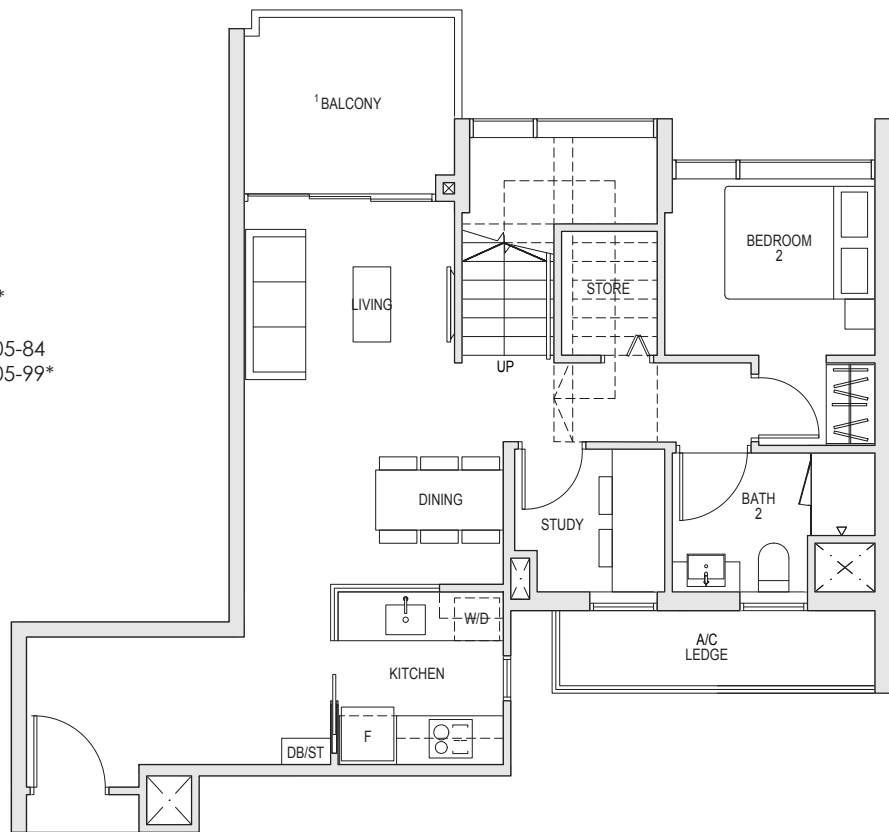 1 BALCONY
BEDROOM
2
*
LIVING
STORE
05-84
05-99*
UP
DINING
STUDY
BATH
2
W/D
A/C
LEDGE
KITCHEN
F
DB/ST